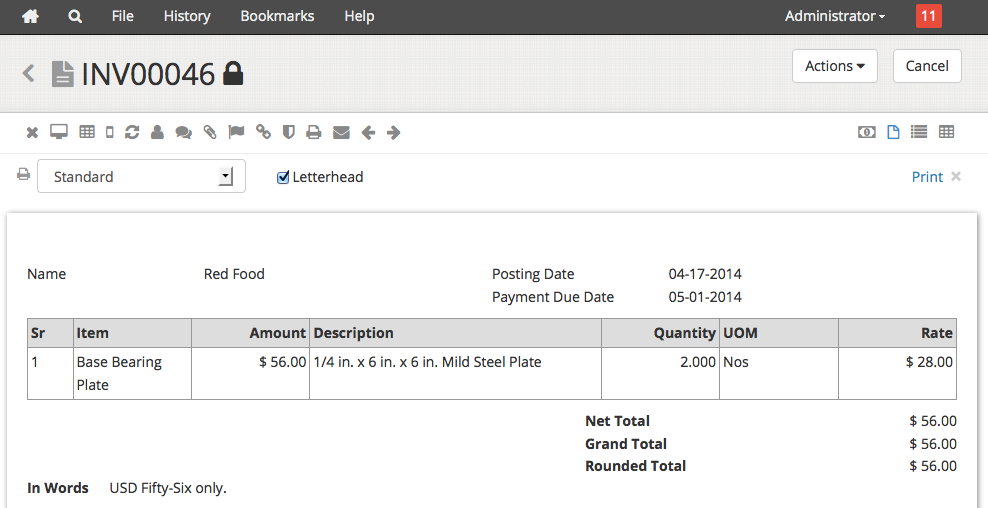 File History Bookmarks Help Administrator 11
INV00046 Actions Cancel
Standard Letterhead Print
Name Red Food Posting Date 04-17-2014
Payment Due Date 05-01-2014
Sr Item Amount Description Quantity UOM Rate
1 Base Bearing $ 56.00 1/4 in. x 6 in. x 6 in. Mild Steel Plate 2.000 Nos $ 28.00
Plate
Net Total $ 56.00
Grand Total $ 56.00
Rounded Total $ 56.00
In Words USD Fifty-Six only.